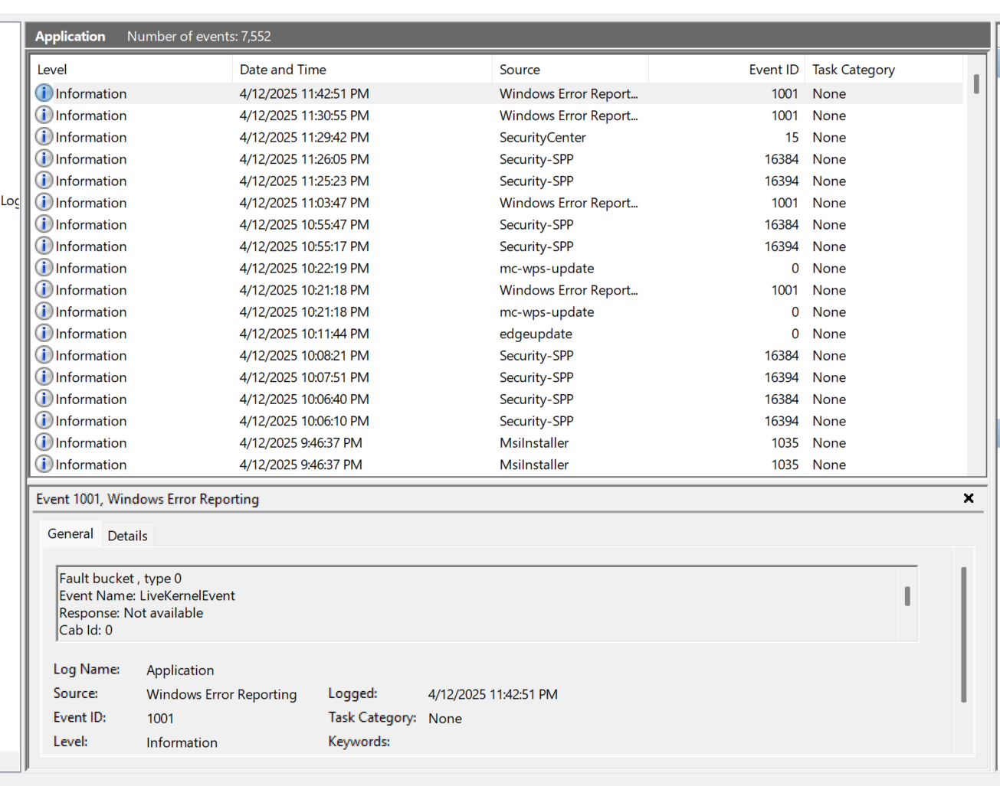 Application Number of events: 7,552
Level Date and Time Source Event ID Task Category
Information 4/12/2025 11:42:51 PM Windows Error Report... 1001 None
Information 4/12/2025 11:30:55 PM Windows Error Report... 1001 None
Information 4/12/2025 11:29:42 PM SecurityCenter 15 None
Information 4/12/2025 11:26:05 PM Security-SPP 16384 None
Information 4/12/2025 11:25:23 PM Security-SPP 16394 None
Log
Information 4/12/2025 11:03:47 PM Windows Error Report... 1001 None
Information 4/12/2025 10:55:47 PM Security-SPP 16384 None
Information 4/12/2025 10:55:17 PM Security-SPP 16394 None
Information 4/12/2025 10:22:19 PM mc-wps-update 0 None
Information 4/12/2025 10:21:18 PM Windows Error Report... 1001 None
Information 4/12/2025 10:21:18 PM mc-wps-update 0 None
Information 4/12/2025 10:11:44 PM edgeupdate 0 None
Information 4/12/2025 10:08:21 PM Security-SPP 16384 None
Information 4/12/2025 10:07:51 PM Security-SPP 16394 None
Information 4/12/2025 10:06:40 PM Security-SPP 16384 None
Information 4/12/2025 10:06:10 PM Security-SPP 16394 None
Information 4/12/2025 9:46:37 PM MsiInstaller 1035 None
Information 4/12/2025 9:46:37 PM MsiInstaller 1035 None
Event 1001, Windows Error Reporting
General Details
Fault bucket , type 0
Event Name: LiveKernelEvent
Response: Not available
Cab Id: 0
Log Name: Application
Source: Windows Error Reporting Logged: 4/12/2025 11:42:51 PM
Event ID: 1001 Task Category: None
Level: Information Keywords: